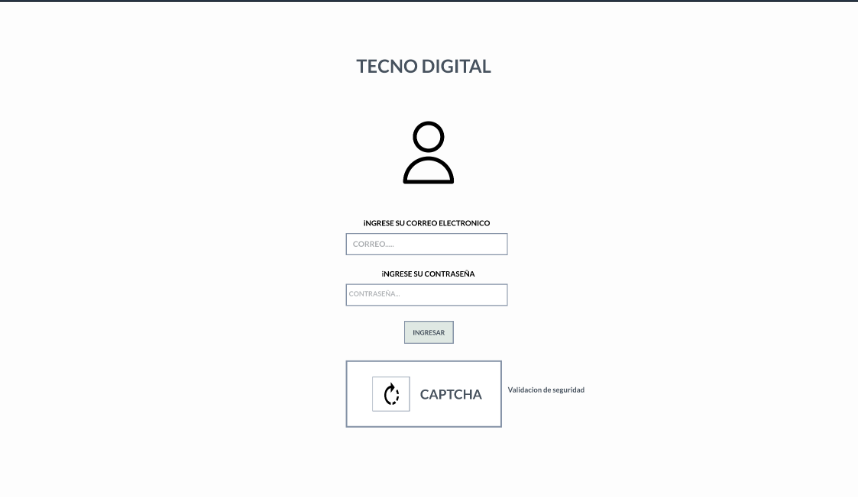 TECNO DIGITAL
iNGRESE SU CORREO ELECTRONICO
CORREO.....
iNGRESE SU CONTRASEÑA
CONTRASEÑA...
INGRESAR
CAPTCHA
Validacion de seguridad